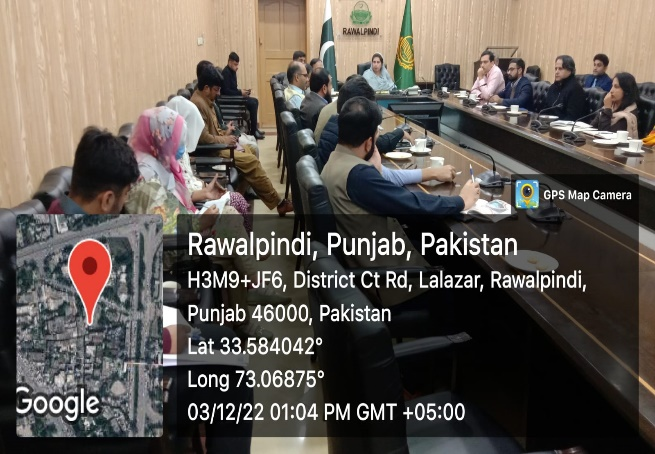 RAWALPINDI
GPS Map Camera
Rawalpindi, Punjab, Pakistan
H3M9+JF6, District Ct Rd, Lalazar, Rawalpindi,
Punjab 46000, Pakistan
Lat 33.584042°
Long 73.06875°
03/12/22 01:04 PM GMT +05:00
Google